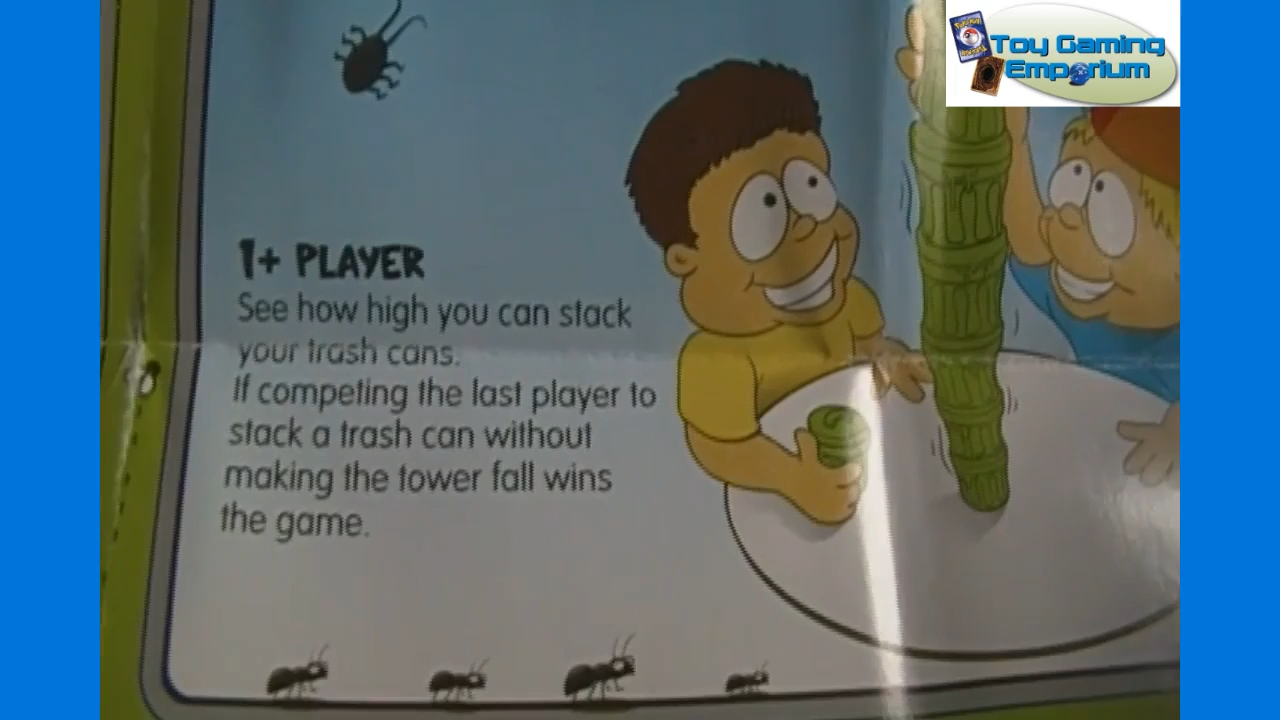 Toy Gaming
Emporium
1+ PLAYER
See how high you can stack
your trash cans.
If competing the last player to
stack a trash can without
making the tower fall wins
the game.